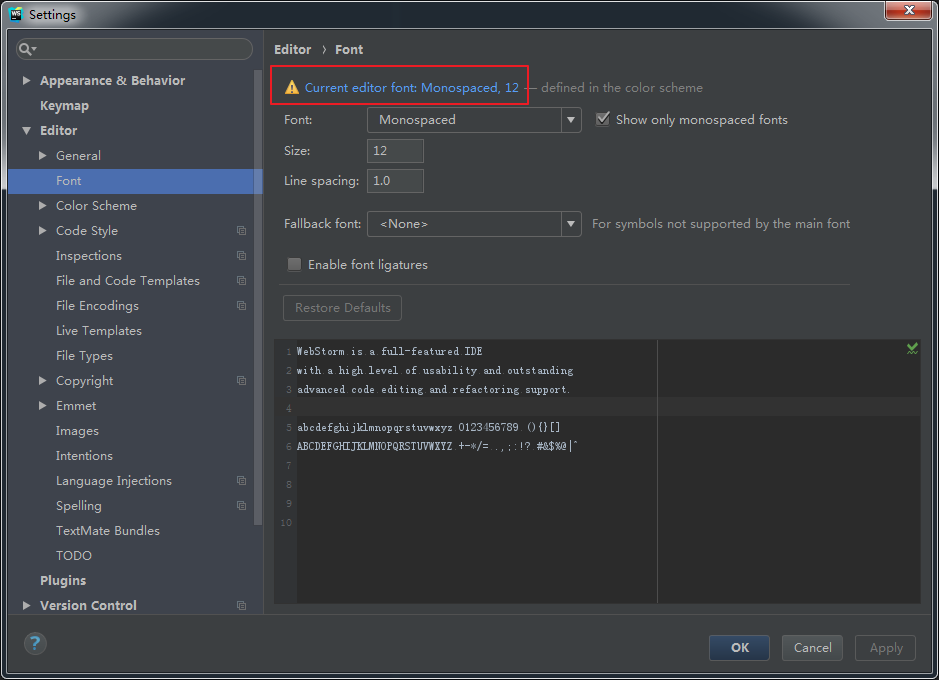 WS
Settings
Appearance & Behavior
Keymap
Editor
General
Font
Color Scheme
Code Style
Inspections
File and Code Templates
File Encodings
Live Templates
File Types
Copyright
Emmet
Images
Intentions
Language Injections
Spelling
TextMate Bundles
TODO
Plugins
Version Control
Editor › Font
Current editor font: Monospaced, 12 — defined in the color scheme
Font: Monospaced Show only monospaced fonts
Size: 12
Line spacing: 1.0
Fallback font: <None> For symbols not supported by the main font
Enable font ligatures
Restore Defaults
1 WebStorm is a full-featured IDE
2 with a high level of usability and outstanding
3 advanced code editing and refactoring support.
4
5 abcdefghijklmnopqrstuvwxyz 0123456789 (){}[]
6 ABCDEFGHIJKLMNOPQRSTUVWXYZ +-*/= .,;:!? #&$%@|^
7
8
9
10
? OK Cancel Apply